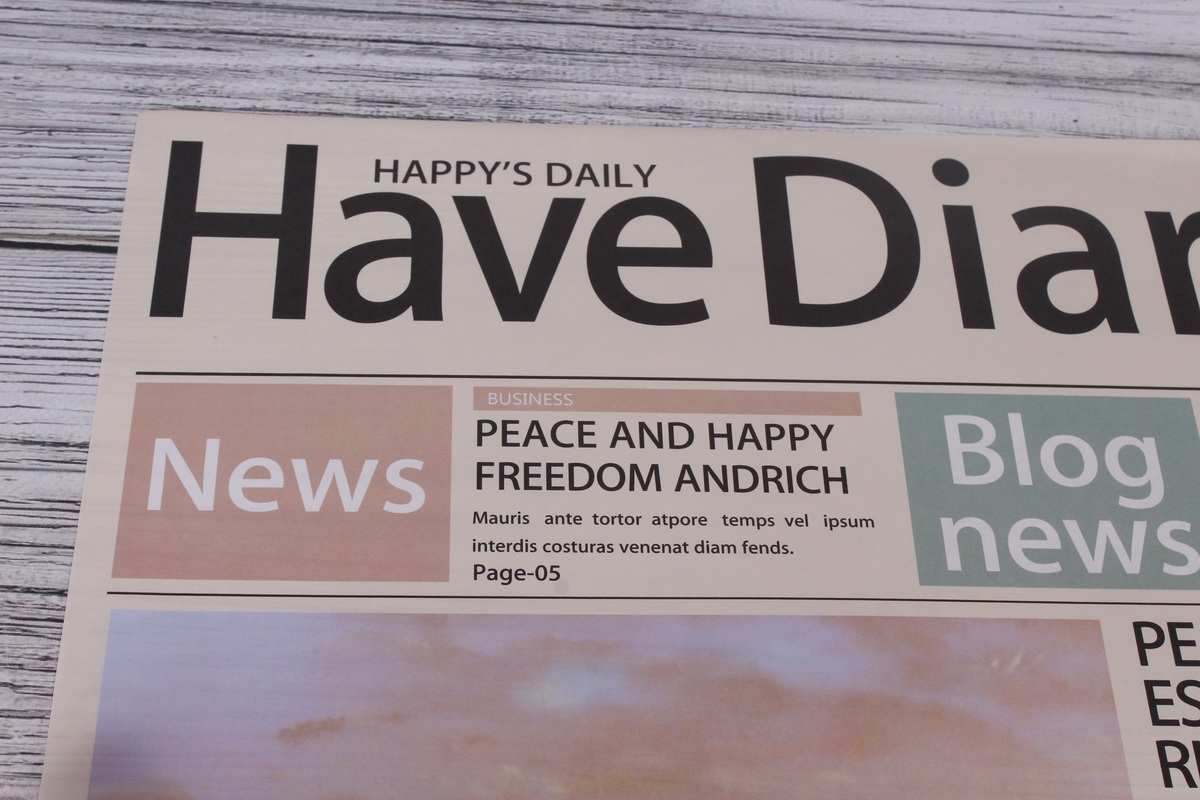 HAPPY'S DAILY
Have Diar
News
BUSINESS
PEACE AND HAPPY
FREEDOM ANDRICH
Mauris ante tortor atpore temps vel ipsum
interdis costuras venenat diam fends.
Page-05
Blog
news
PE
ES